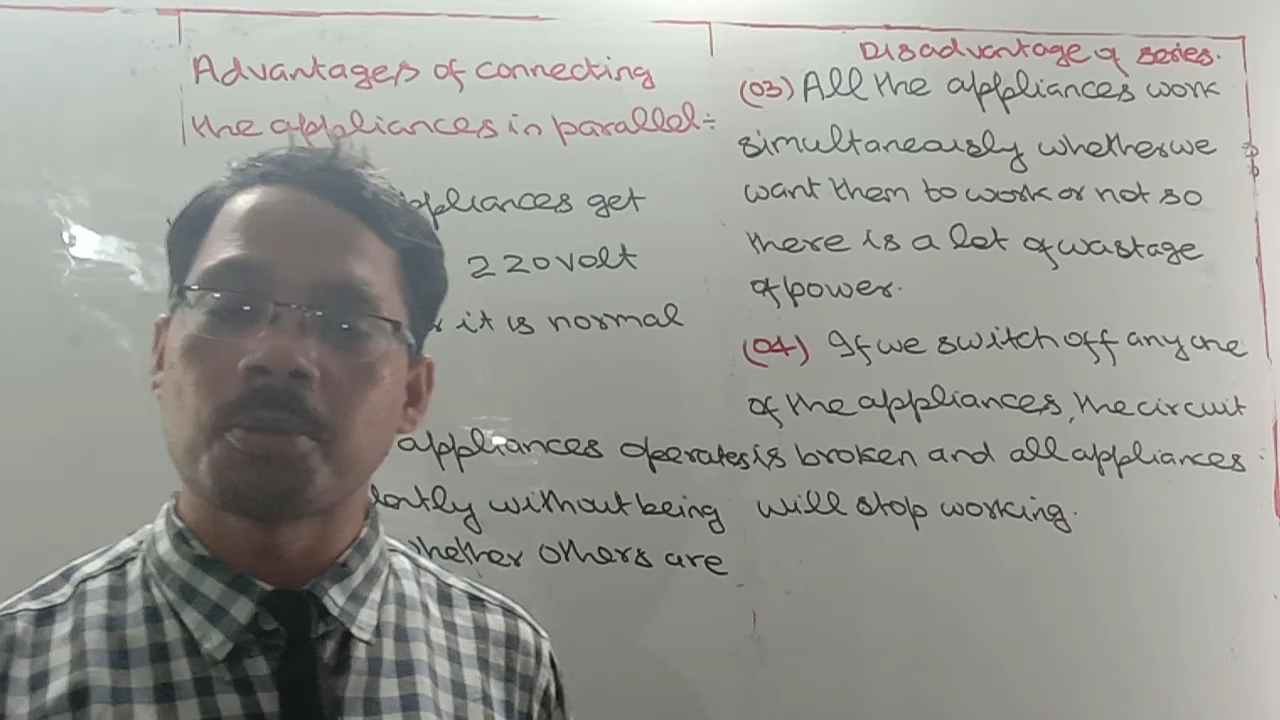 Advantages of connecting
the appliances in parallel:
appliances get
220 volt
it is normal
appliances operates
without being
whether others are
Disadvantage of series.
(03) All the appliances work
simultaneously whether we
want them to work or not so
there is a lot of wastage
of power.
(04) If we switch off any one
of the appliances, the circuit
is broken and all appliances
will stop working.